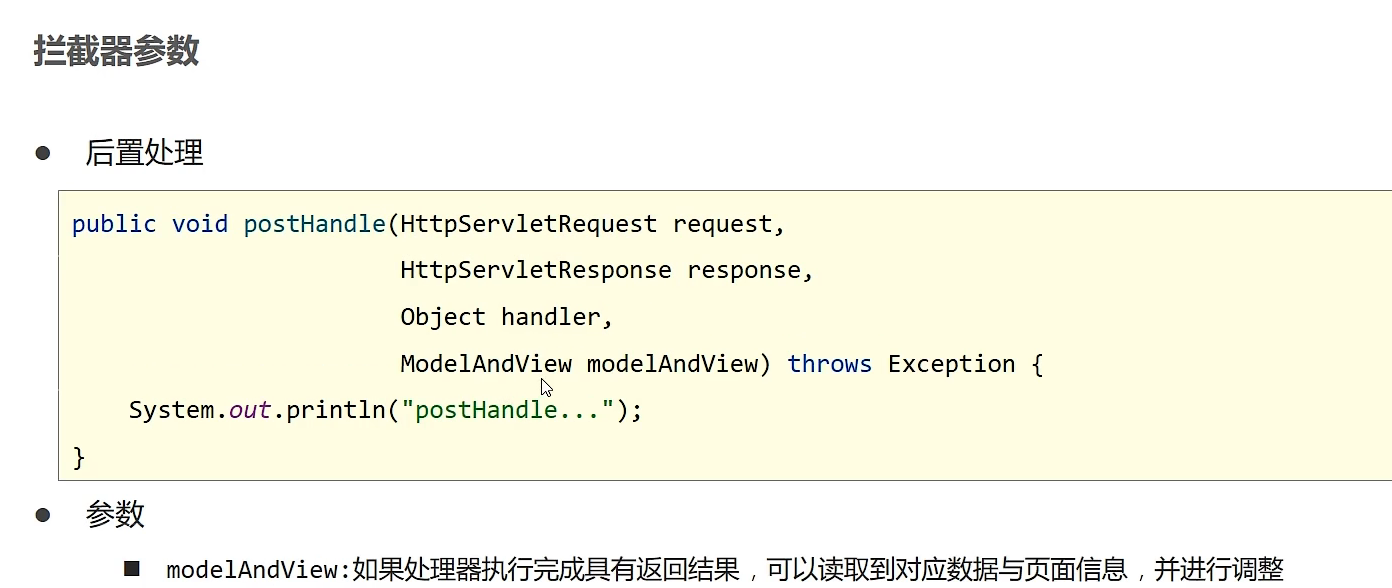 拦截器参数
● 后置处理
public void postHandle(HttpServletRequest request,
HttpServletResponse response,
Object handler,
ModelAndView modelAndView) throws Exception {
System.out.println("postHandle...");
}
● 参数
■ modelAndView:如果处理器执行完成具有返回结果，可以读取到对应数据与页面信息，并进行调整